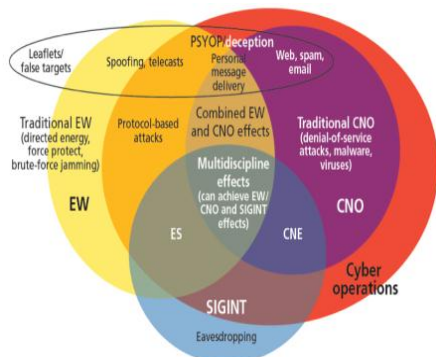 PSYOP/deception
Leaflets/
false targets
Spoofing, telecasts
Personal
message
delivery
Web, spam,
email
Traditional EW
(directed energy,
force protect,
brute-force jamming)
Protocol-based
attacks
Combined EW
and CNO effects
Traditional CNO
(denial-of-service
attacks, malware,
viruses)
Multidiscipline
effects
(can achieve EW/
CNO and SIGINT
effects)
EW
CNO
ES
CNE
Cyber
operations
SIGINT
Eavesdropping